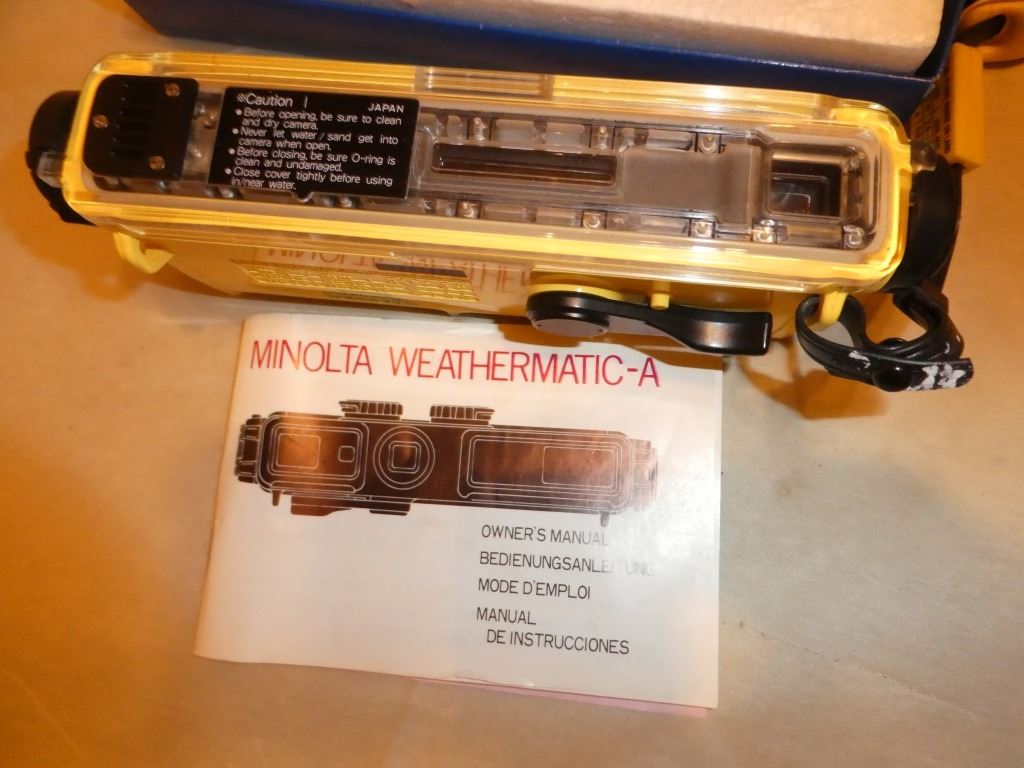 ※Caution !
JAPAN
● Before opening, be sure to clean
and dry camera.
● Never let water / sand get into
camera when open.
● Before closing, be sure O-ring is
clean and undamaged.
● Close cover tightly before using
in/near water.
MINOLTA WEATHERMATIC-A
OWNER'S MANUAL
BEDIENUNGSANLEITUNG
MODE D'EMPLOI
MANUAL
DE INSTRUCCIONES